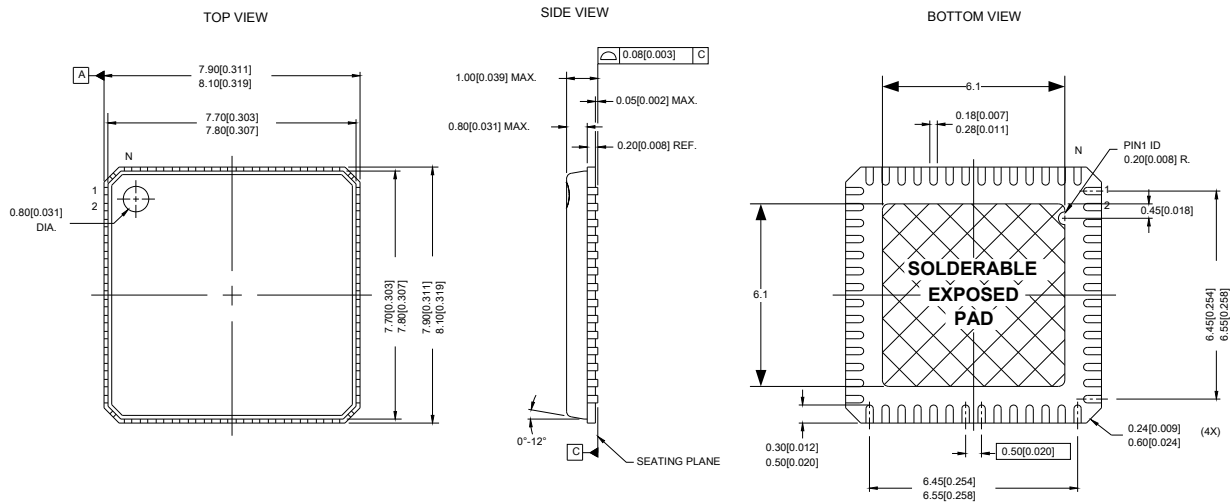 TOP VIEW
SIDE VIEW
BOTTOM VIEW
A
7.90[0.311]
8.10[0.319]
7.70[0.303]
7.80[0.307]
N
1
2
0.80[0.031]
DIA.
7.70[0.303]
7.80[0.307]
7.90[0.311]
8.10[0.319]
0.08[0.003] C
1.00[0.039] MAX.
0.05[0.002] MAX.
0.80[0.031] MAX.
0.20[0.008] REF.
0°-12°
C
SEATING PLANE
6.1
0.18[0.007]
0.28[0.011]
N
PIN1 ID
0.20[0.008] R.
1
2
0.45[0.018]
6.1
SOLDERABLE
EXPOSED
PAD
6.45[0.254]
6.55[0.258]
0.30[0.012]
0.50[0.020]
0.50[0.020]
0.24[0.009]
0.60[0.024]
(4X)
6.45[0.254]
6.55[0.258]